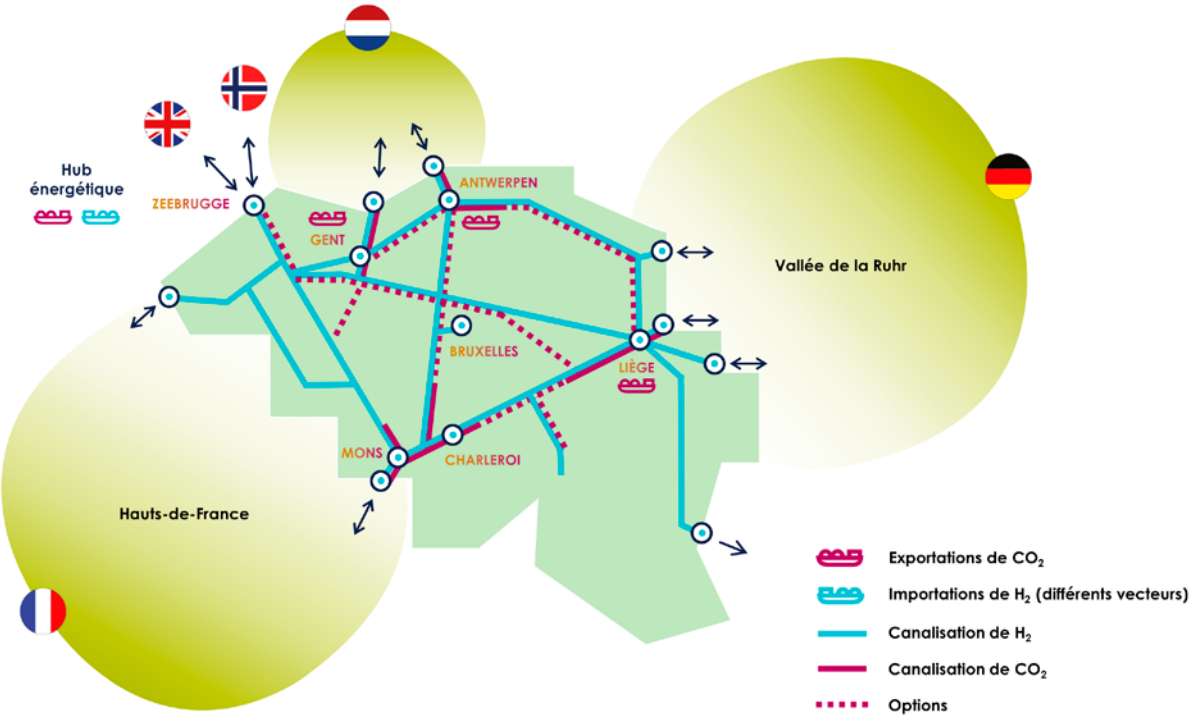 Hub
énergétique
ZEEBRUGGE
ANTWERPEN
GENT
Vallée de la Ruhr
BRUXELLES
LIÈGE
MONS
CHARLEROI
Hauts-de-France
Exportations de CO₂
Importations de H₂ (différents vecteurs)
Canalisation de H₂
Canalisation de CO₂
Options